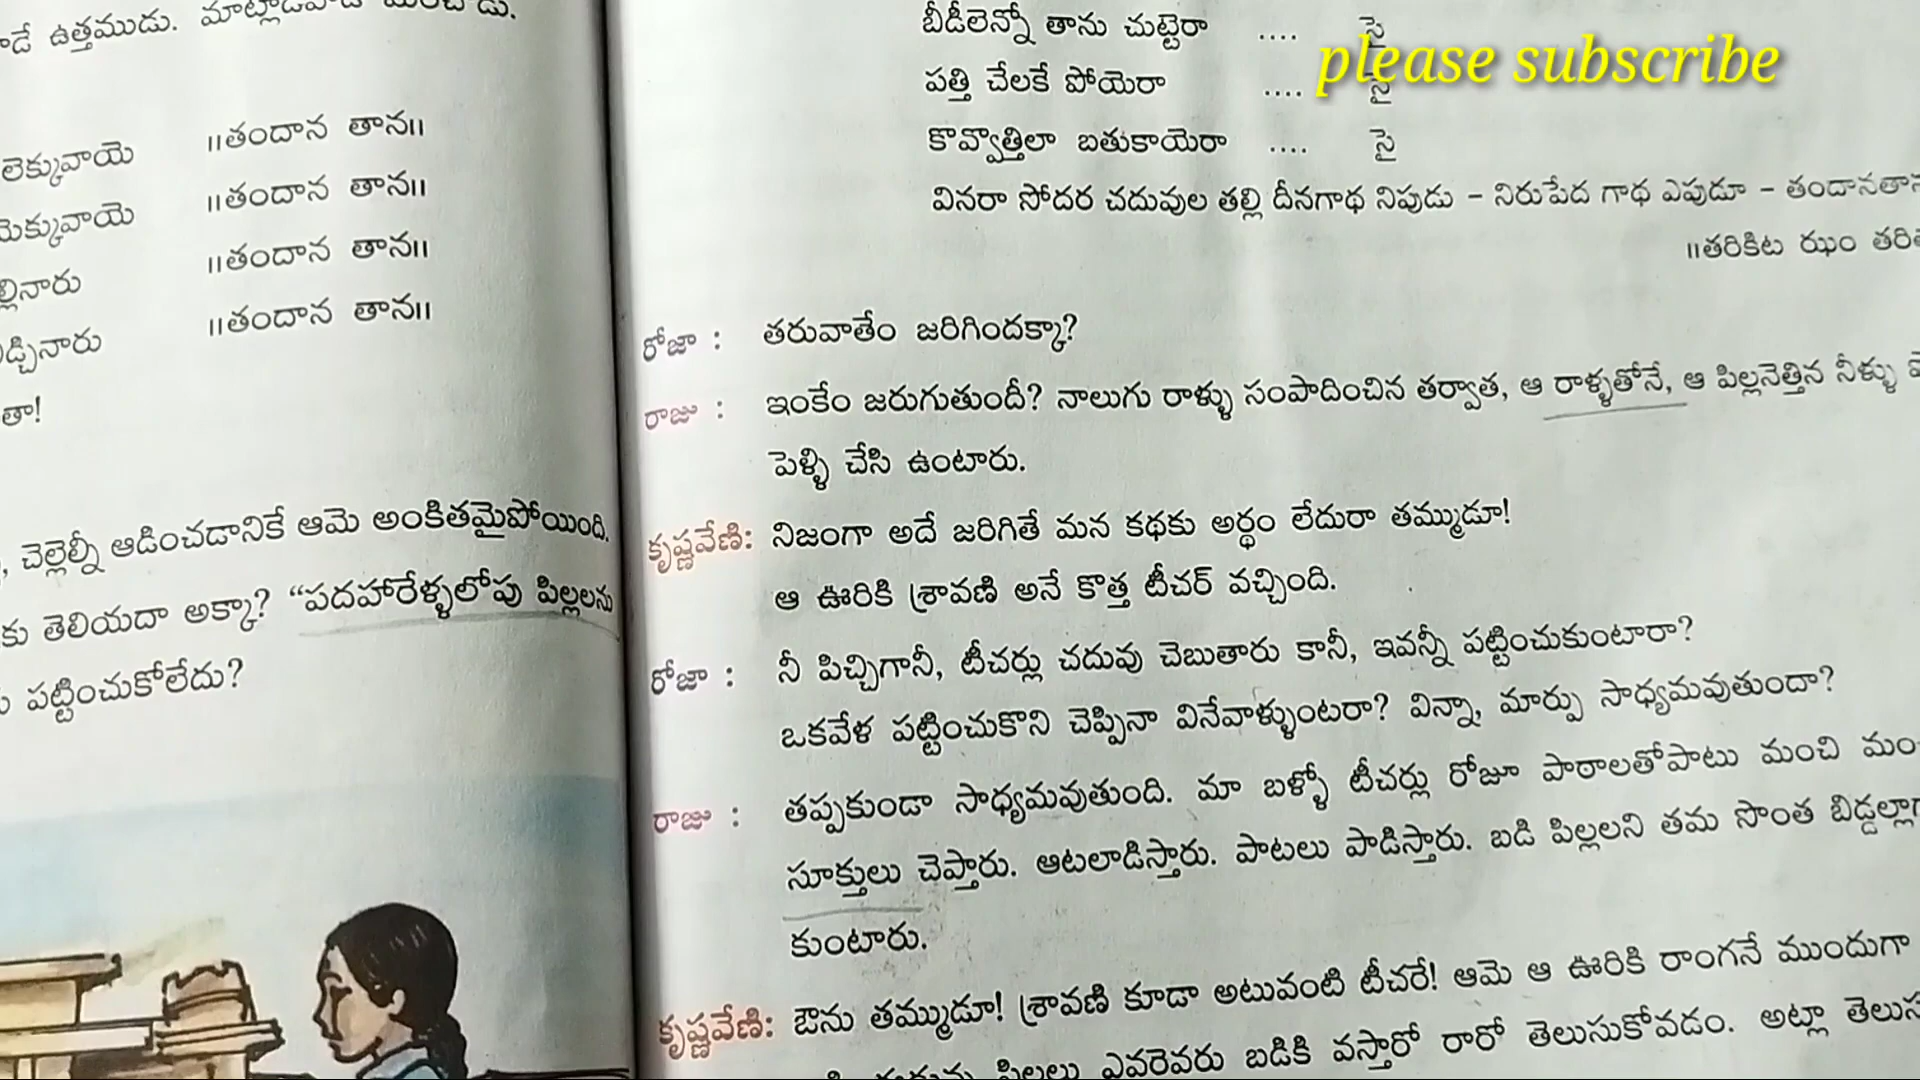 ఉత్తముడు.
లెక్కువాయె ॥తందాన తాన॥
మెక్కువాయె ॥తందాన తాన॥
ల్లినారు ॥తందాన తాన॥
డ్చినారు ॥తందాన తాన॥
తా!
చెల్లెల్నీ ఆడించడానికే ఆమె అంకితమైపోయింది.
కు తెలియదా అక్కా? “పదహారేళ్ళలోపు పిల్లలను
పట్టించుకోలేదు?
please subscribe
బీడీలెన్నో తాను చుట్టెరా .... సై
పత్తి చేలకే పోయెరా .... సై
కొవ్వొత్తిలా బతుకాయెరా .... సై
వినరా సోదర చదువుల తల్లి దీనగాథ నిపుడు – నిరుపేద గాథ ఎపుడూ – తందానతాన
॥తరికిట ఝం తరి
రోజా : తరువాతేం జరిగిందక్కా?
రాజు : ఇంకేం జరుగుతుందీ? నాలుగు రాళ్ళు సంపాదించిన తర్వాత, ఆ రాళ్ళతోనే, ఆ పిల్లనెత్తిన నీళ్ళు
పెళ్ళి చేసి ఉంటారు.
కృష్ణవేణి: నిజంగా అదే జరిగితే మన కథకు అర్థం లేదురా తమ్ముడూ!
ఆ ఊరికి శ్రావణి అనే కొత్త టీచర్ వచ్చింది.
రోజా : నీ పిచ్చిగానీ, టీచర్లు చదువు చెబుతారు కానీ, ఇవన్నీ పట్టించుకుంటారా?
ఒకవేళ పట్టించుకొని చెప్పినా వినేవాళ్ళుంటరా? విన్నా, మార్పు సాధ్యమవుతుందా?
రాజు : తప్పకుండా సాధ్యమవుతుంది. మా బళ్ళో టీచర్లు రోజూ పాఠాలతోపాటు మంచి మం
సూక్తులు చెప్తారు. ఆటలాడిస్తారు. పాటలు పాడిస్తారు. బడి పిల్లలని తమ సొంత బిడ్డల్లాగ
కుంటారు.
కృష్ణవేణి: ఔను తమ్ముడూ! శ్రావణి కూడా అటువంటి టీచరే! ఆమె ఆ ఊరికి రాంగనే ముందుగా
పిల్లలు ఎవరెవరు బడికి వస్తారో రారో తెలుసుకోవడం. అట్లా తెలుస